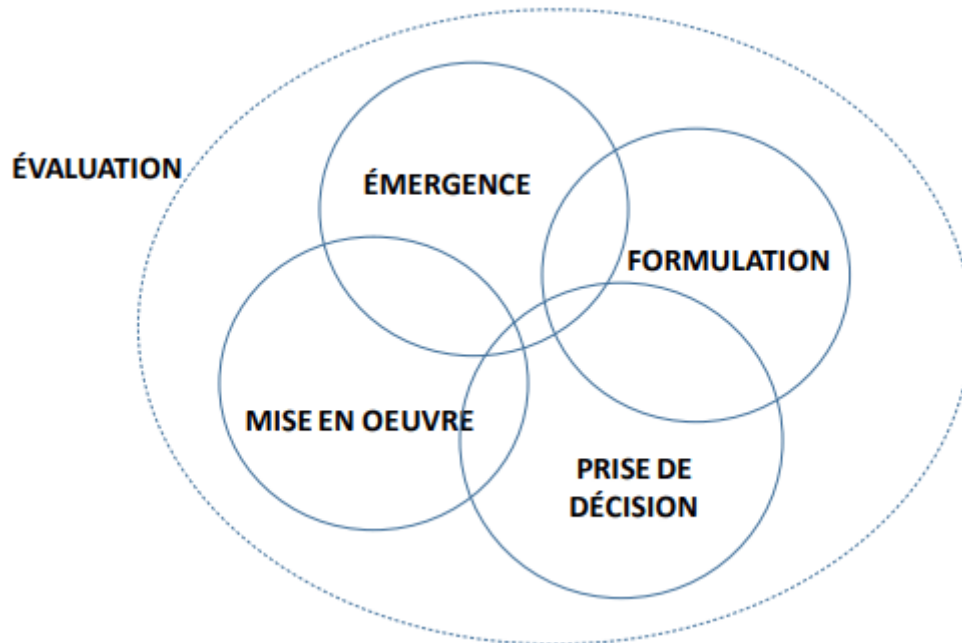 ÉVALUATION
ÉMERGENCE
FORMULATION
MISE EN OEUVRE
PRISE DE
DÉCISION